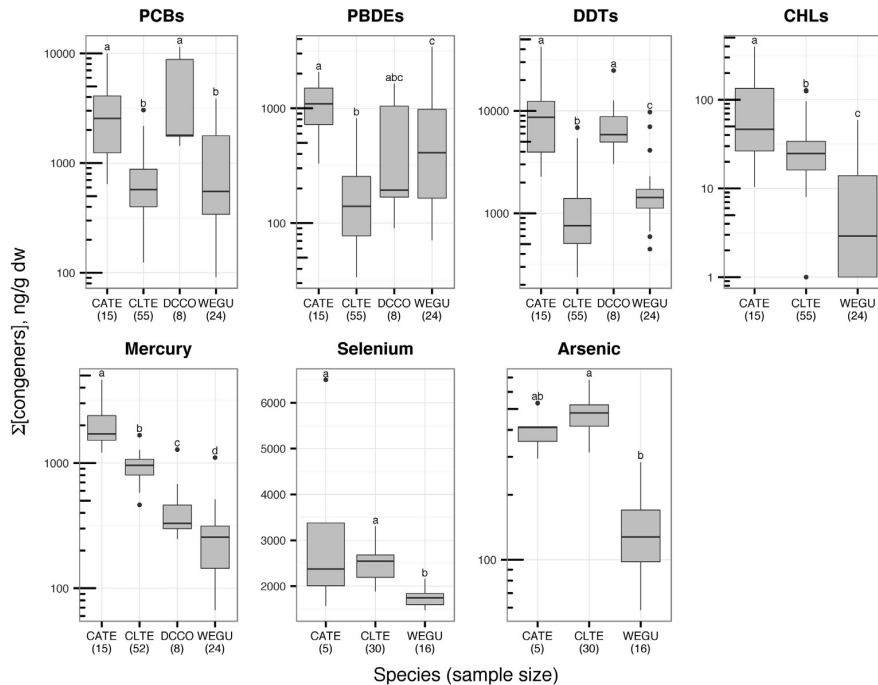 PCBs PBDEs DDTs CHLs
Σ[congeners], ng/g dw
10000
1000
100
a
b
a
b
CATE CLTE DCCO WEGU
(15) (55) (8) (24)
1000
100
a
b
abc
c
CATE CLTE DCCO WEGU
(15) (55) (8) (24)
10000
1000
a
b
a
c
CATE CLTE DCCO WEGU
(15) (55) (8) (24)
100
10
1
a
b
c
CATE CLTE WEGU
(15) (55) (24)
Mercury Selenium Arsenic
1000
100
a
b
c
d
CATE CLTE DCCO WEGU
(15) (52) (8) (24)
6000
5000
4000
3000
2000
a
a
b
CATE CLTE WEGU
(5) (30) (16)
100
ab
a
b
CATE CLTE WEGU
(5) (30) (16)
Species (sample size)